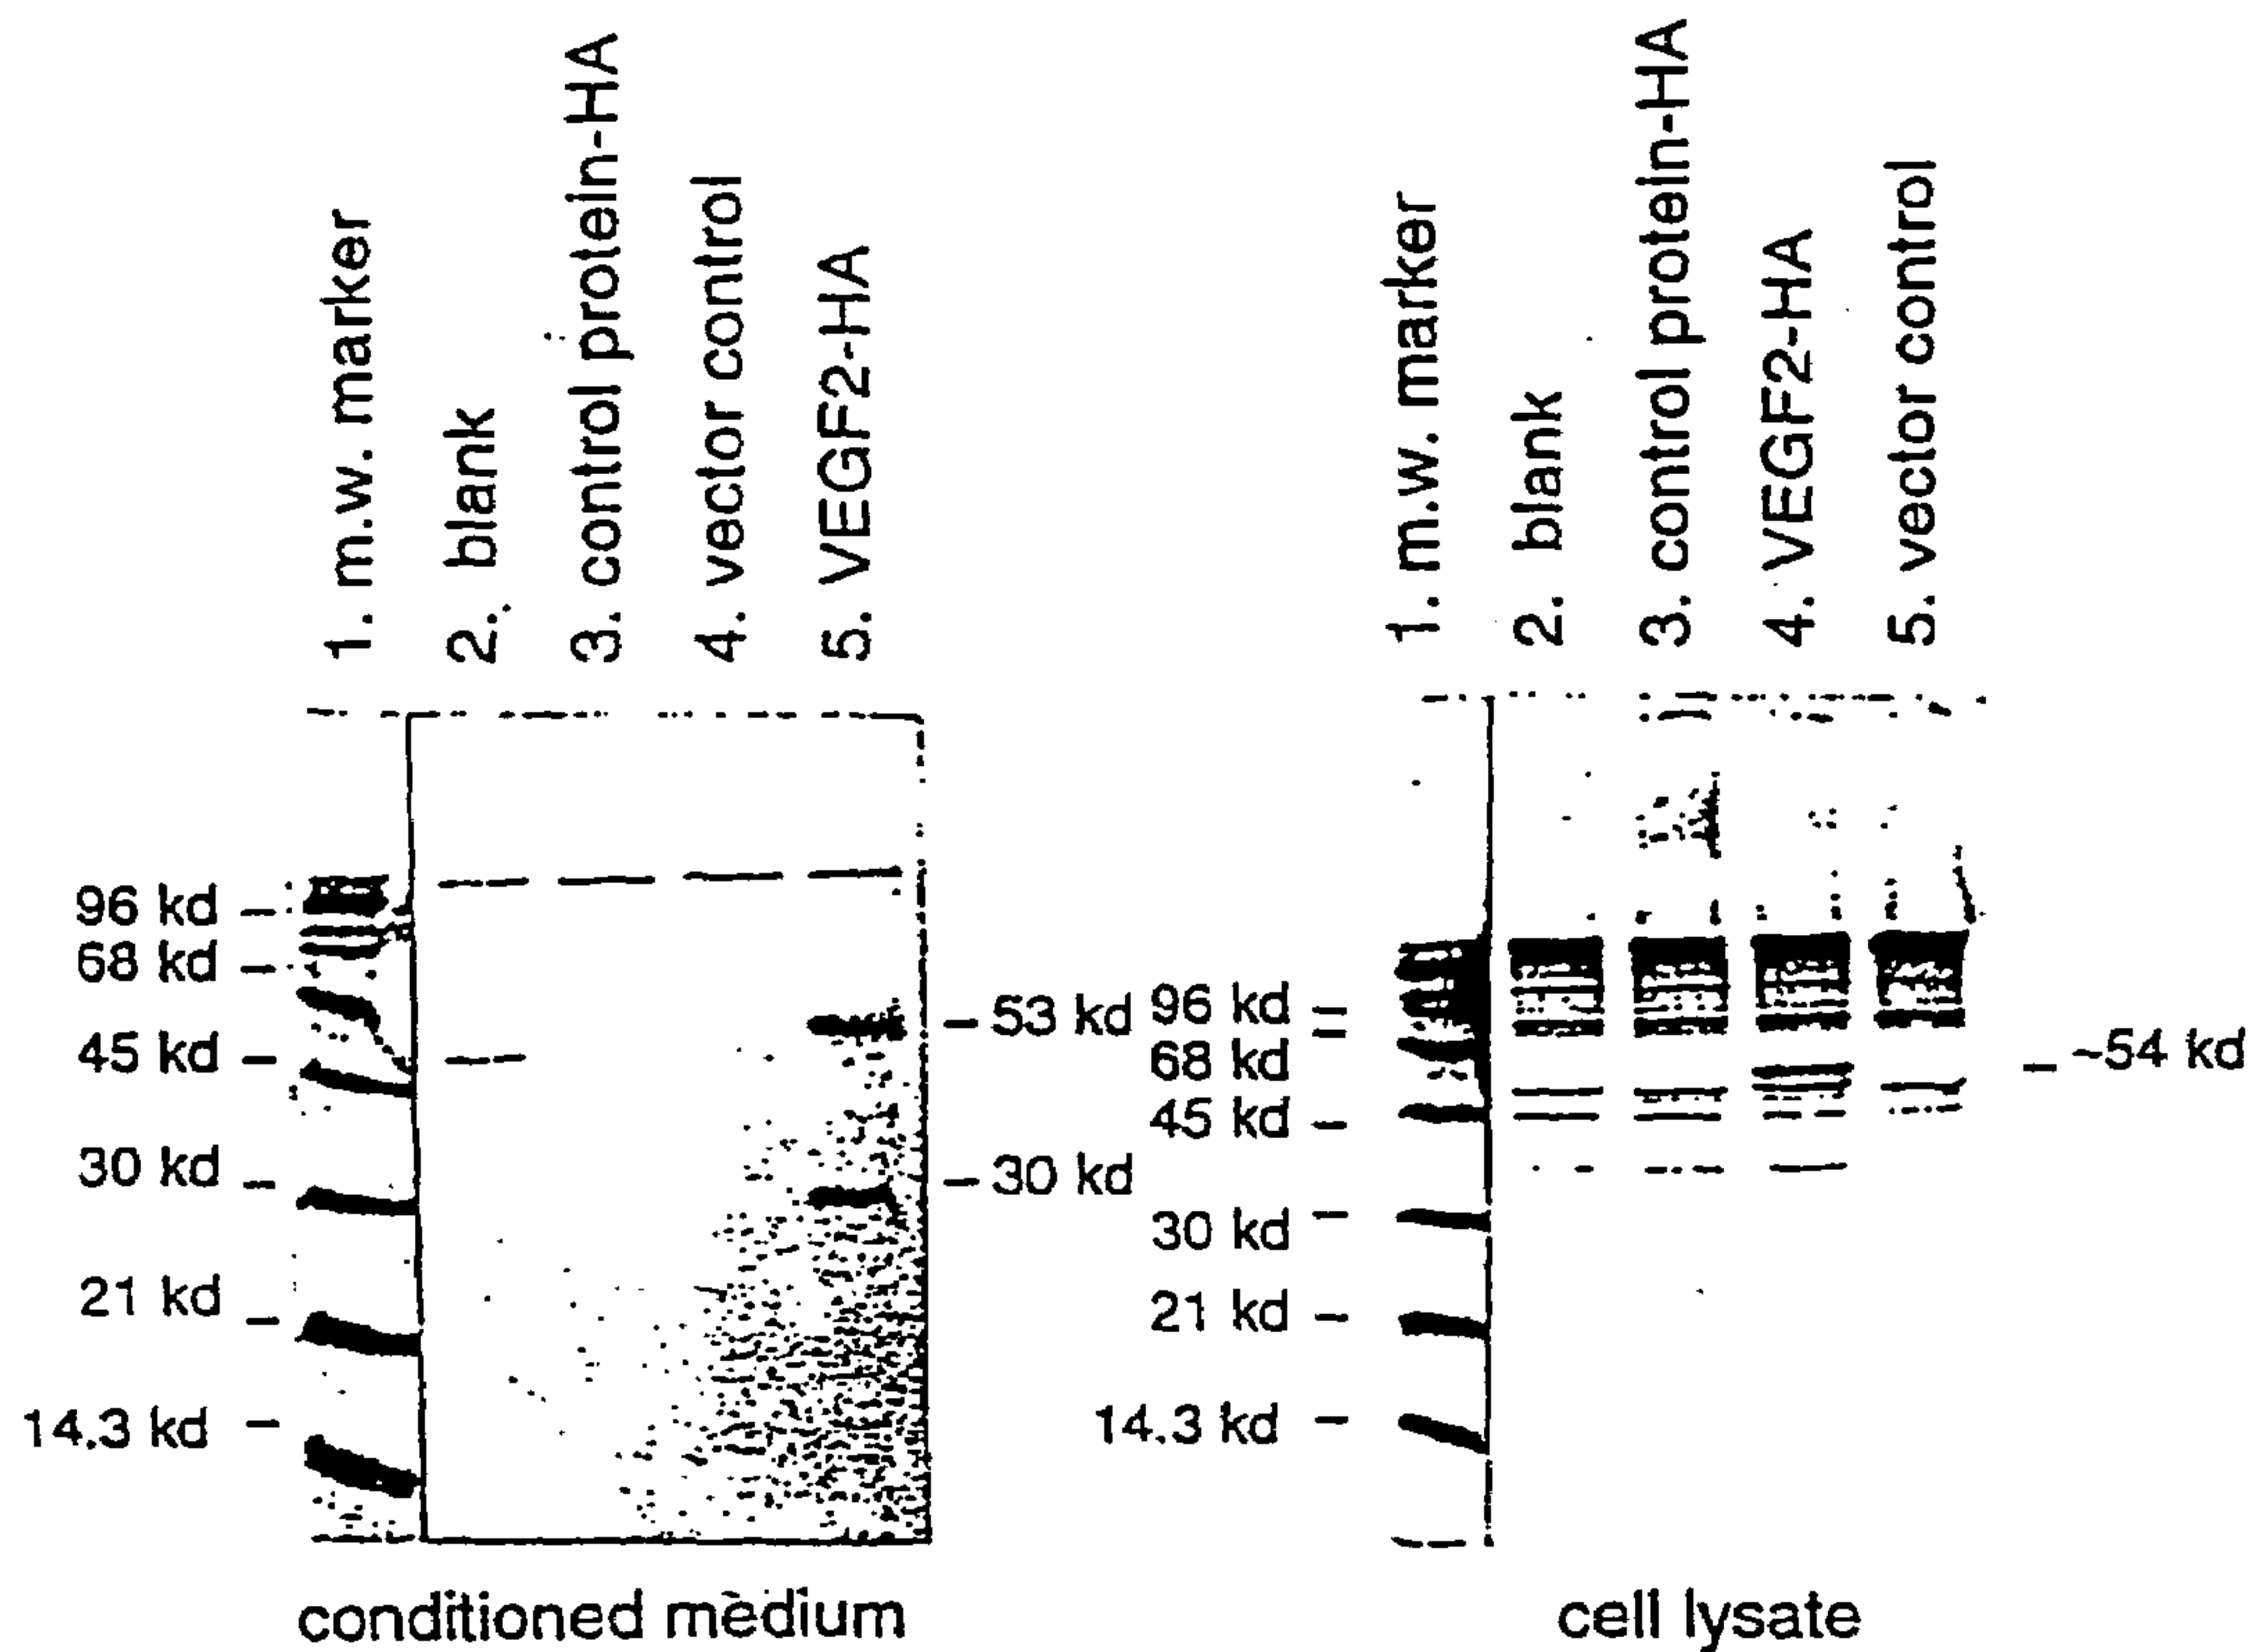 1. m.w. marker
2. blank
3. control protein-HA
4. vector control
5. VEGF2-HA
96 kd
68 kd
45 kd
30 kd
21 kd
14.3 kd
53 kd
30 kd
conditioned medium
1. m.w. marker
2. blank
3. control protein-HA
4. VEGF2-HA
5. vector control
96 kd
68 kd
45 kd
30 kd
21 kd
14.3 kd
~54 kd
cell lysate